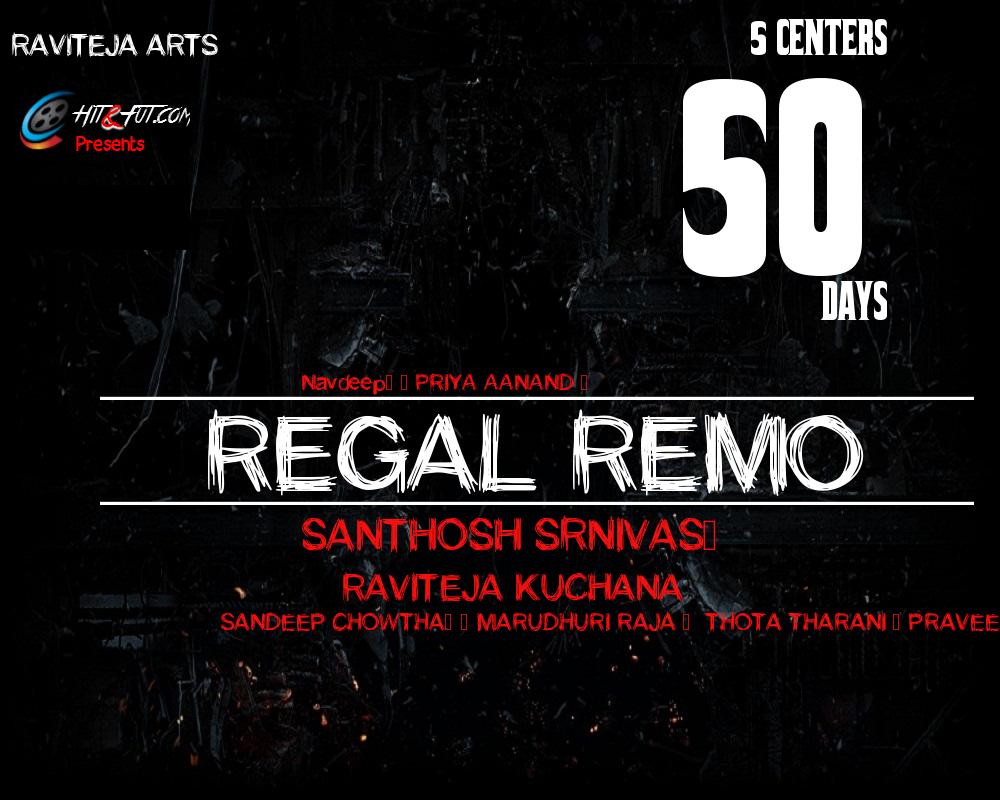 RAVITEJA ARTS
HIT&FUT.COM
Presents
5 CENTERS
50
DAYS
Navdeep▯ ▯ PRIYA AANAND ▯
REGAL REMO
SANTHOSH SRNIVAS▯
RAVITEJA KUCHANA
SANDEEP CHOWTHA▯ ▯ MARUDHURI RAJA ▯ THOTA THARANI ▯ PRAVEE